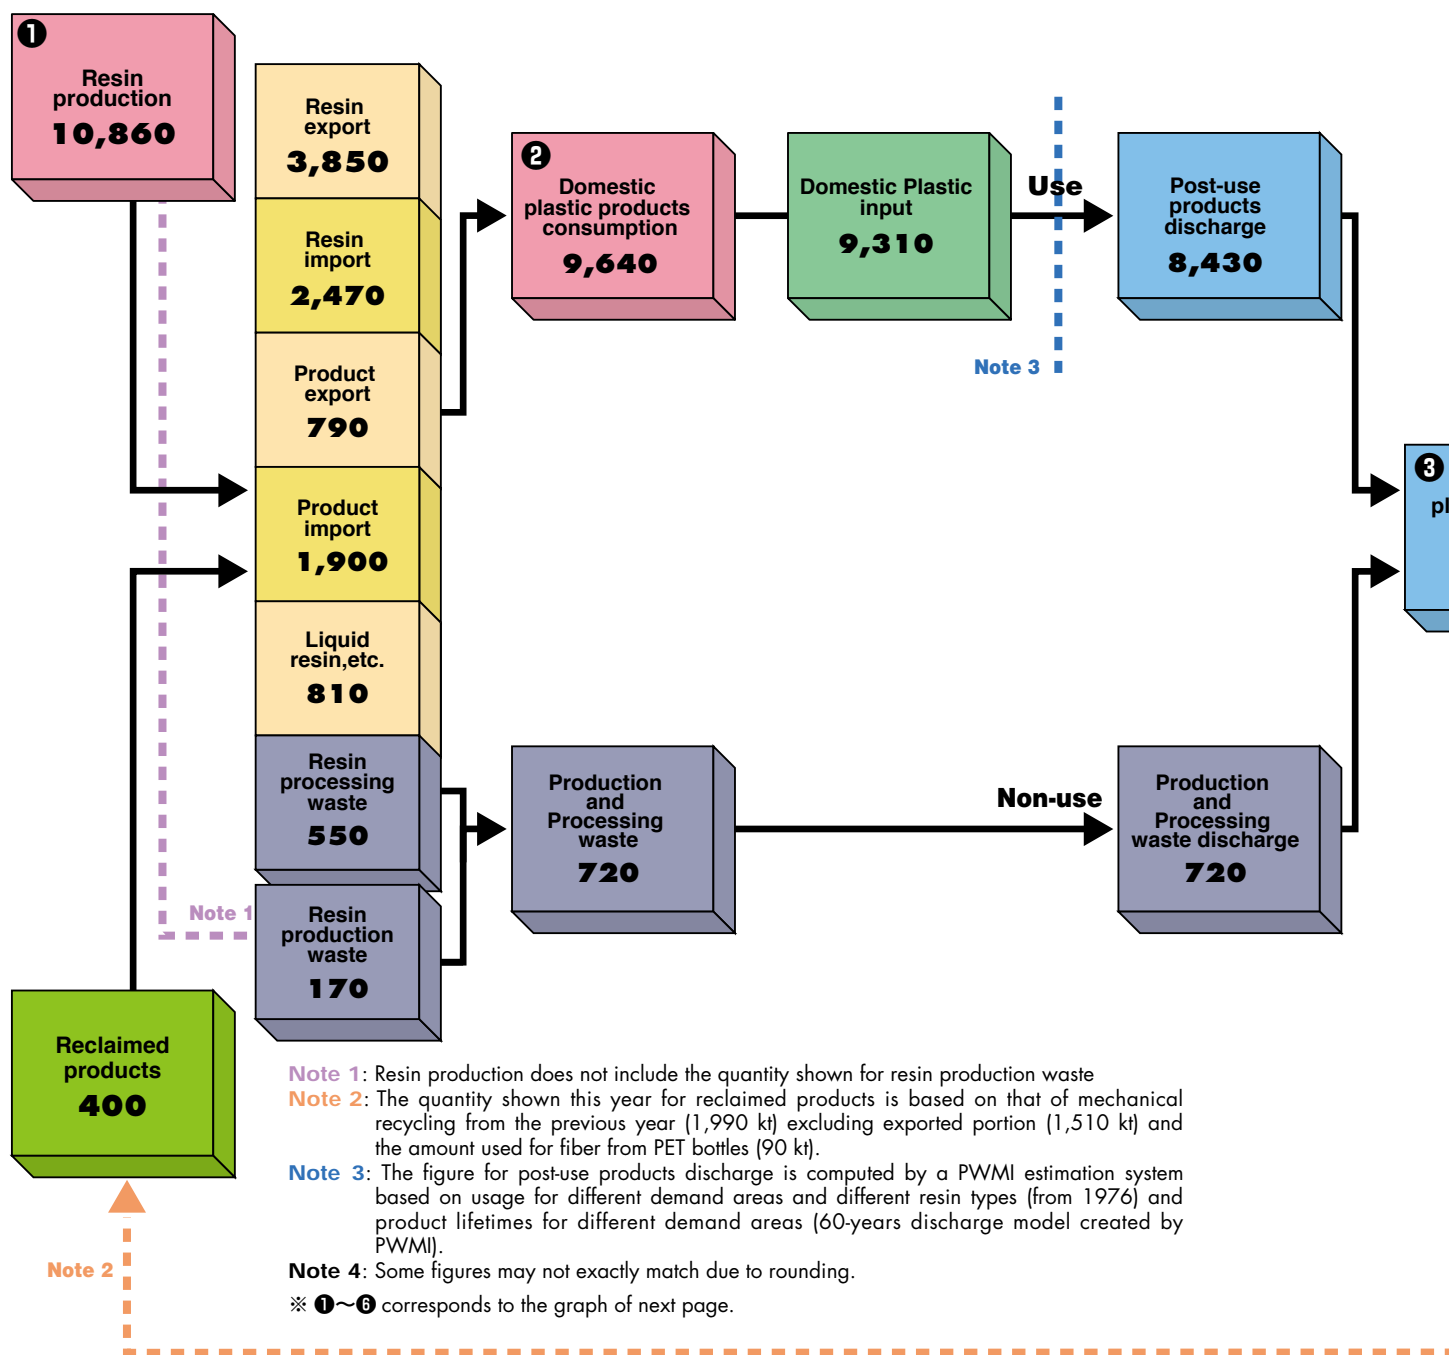 ❶
Resin
production
10,860
Resin
export
3,850
Resin
import
2,470
Product
export
790
Product
import
1,900
Liquid
resin,etc.
810
Resin
processing
waste
550
Resin
production
waste
170
Note 1
Reclaimed
products
400
Note 2
❷
Domestic
plastic products
consumption
9,640
Domestic Plastic
input
9,310
Use
Note 3
Post-use
products
discharge
8,430
Production
and
Processing
waste
720
Non-use
Production
and
Processing
waste discharge
720
❸
pl
Note 1: Resin production does not include the quantity shown for resin production waste
Note 2: The quantity shown this year for reclaimed products is based on that of mechanical
recycling from the previous year (1,990 kt) excluding exported portion (1,510 kt) and
the amount used for fiber from PET bottles (90 kt).
Note 3: The figure for post-use products discharge is computed by a PWMI estimation system
based on usage for different demand areas and different resin types (from 1976) and
product lifetimes for different demand areas (60-years discharge model created by
PWMI).
Note 4: Some figures may not exactly match due to rounding.
※ ❶～❻ corresponds to the graph of next page.